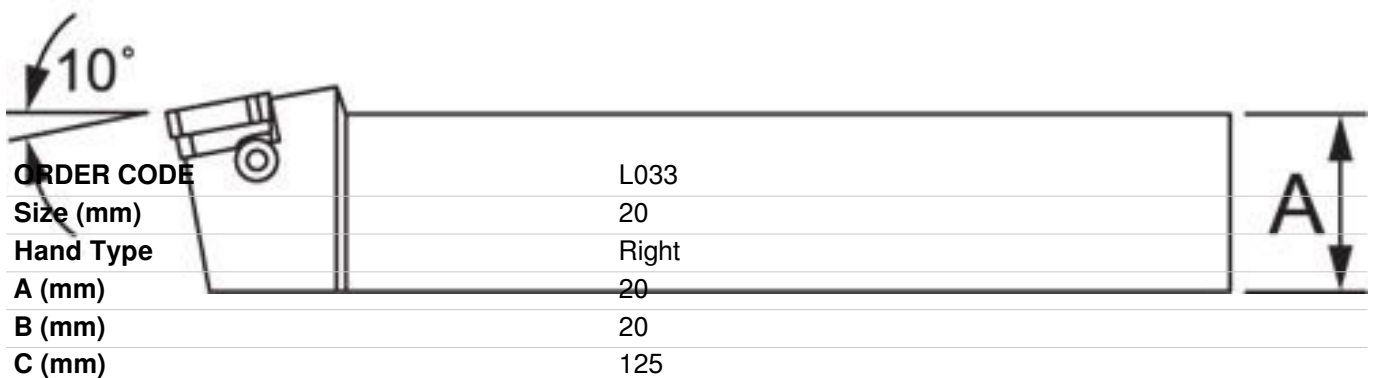 10°
ORDER CODE L033
Size (mm) 20
Hand Type Right
A
A (mm) 20
B (mm) 20
C (mm) 125